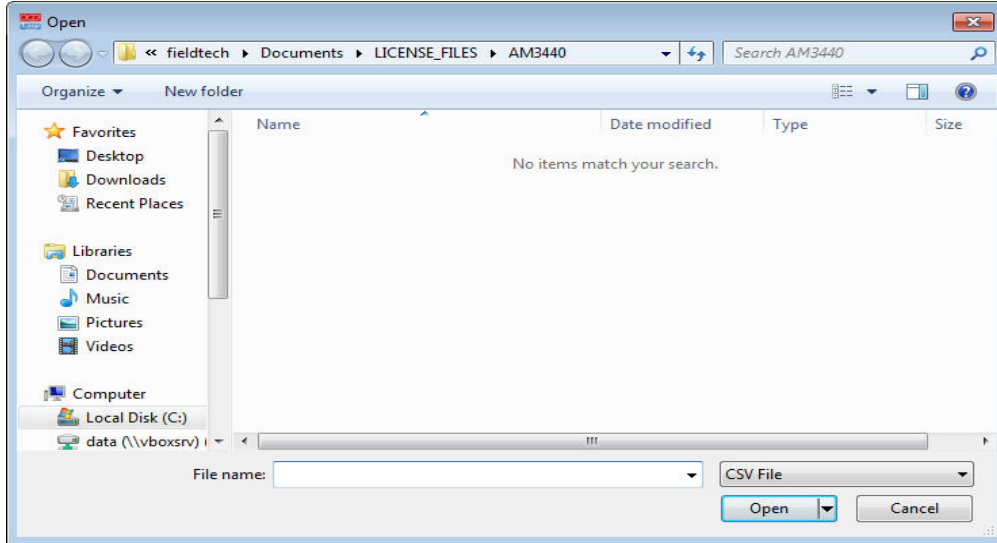 Open
« fieldtech ▸ Documents ▸ LICENSE_FILES ▸ AM3440
Search AM3440
Organize
New folder
Name
Date modified
Type
Size
No items match your search.
Favorites
Desktop
Downloads
Recent Places
Libraries
Documents
Music
Pictures
Videos
Computer
Local Disk (C:)
data (\\vboxsrv) (
File name:
CSV File
Open
Cancel